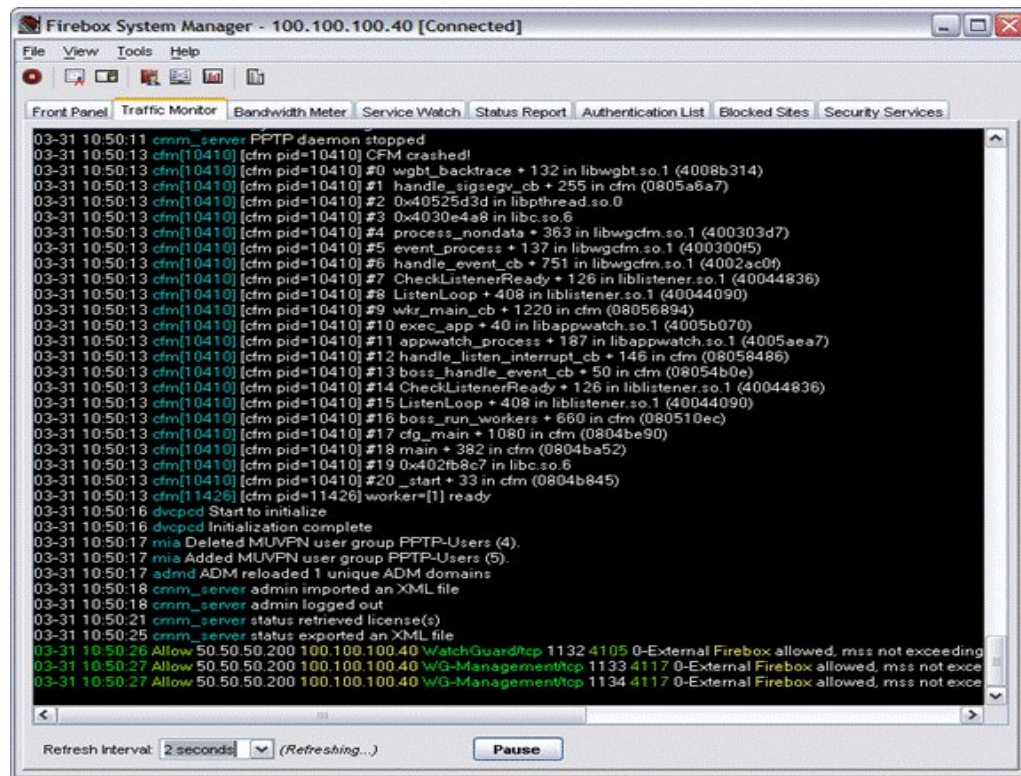 Firebox System Manager - 100.100.100.40 [Connected]
File View Tools Help
Front Panel Traffic Monitor Bandwidth Meter Service Watch Status Report Authentication List Blocked Sites Security Services
03-31 10:50:11 crmm_server PPTP daemon stopped
03-31 10:50:13 cfm[10410] [cfm pid=10410] CFM crashed!
03-31 10:50:13 cfm[10410] [cfm pid=10410] #0 wgbt_backtrace + 132 in libwgbt.so.1 (4008b314)
03-31 10:50:13 cfm[10410] [cfm pid=10410] #1 handle_sigsegv_cb + 255 in cfm (0805a6a7)
03-31 10:50:13 cfm[10410] [cfm pid=10410] #2 0x40525d3d in libpthread.so.0
03-31 10:50:13 cfm[10410] [cfm pid=10410] #3 0x4030e4a8 in libc.so.6
03-31 10:50:13 cfm[10410] [cfm pid=10410] #4 process_nondata + 363 in libwgcfm.so.1 (400303d7)
03-31 10:50:13 cfm[10410] [cfm pid=10410] #5 event_process + 137 in libwgcfm.so.1 (400300f5)
03-31 10:50:13 cfm[10410] [cfm pid=10410] #6 handle_event_cb + 751 in libwgcfm.so.1 (4002ac0f)
03-31 10:50:13 cfm[10410] [cfm pid=10410] #7 CheckListenerReady + 126 in liblistener.so.1 (40044836)
03-31 10:50:13 cfm[10410] [cfm pid=10410] #8 ListenLoop + 408 in liblistener.so.1 (40044090)
03-31 10:50:13 cfm[10410] [cfm pid=10410] #9 wkr_main_cb + 1220 in cfm (08056894)
03-31 10:50:13 cfm[10410] [cfm pid=10410] #10 exec_app + 40 in libappwatch.so.1 (4005b070)
03-31 10:50:13 cfm[10410] [cfm pid=10410] #11 appwatch_process + 187 in libappwatch.so.1 (4005aea7)
03-31 10:50:13 cfm[10410] [cfm pid=10410] #12 handle_listen_interrupt_cb + 146 in cfm (08058486)
03-31 10:50:13 cfm[10410] [cfm pid=10410] #13 boss_handle_event_cb + 50 in cfm (08054b0e)
03-31 10:50:13 cfm[10410] [cfm pid=10410] #14 CheckListenerReady + 126 in liblistener.so.1 (40044836)
03-31 10:50:13 cfm[10410] [cfm pid=10410] #15 ListenLoop + 408 in liblistener.so.1 (40044090)
03-31 10:50:13 cfm[10410] [cfm pid=10410] #16 boss_run_workers + 660 in cfm (080510ec)
03-31 10:50:13 cfm[10410] [cfm pid=10410] #17 cfg_main + 1080 in cfm (0804be90)
03-31 10:50:13 cfm[10410] [cfm pid=10410] #18 main + 382 in cfm (0804ba52)
03-31 10:50:13 cfm[10410] [cfm pid=10410] #19 0x402fb8c7 in libc.so.6
03-31 10:50:13 cfm[10410] [cfm pid=10410] #20 _start + 33 in cfm (0804b845)
03-31 10:50:13 cfm[11426] [cfm pid=11426] worker=[1] ready
03-31 10:50:16 dvcpcd Start to initialize
03-31 10:50:16 dvcpcd Initialization complete
03-31 10:50:17 mia Deleted MUVPN user group PPTP-Users (4).
03-31 10:50:17 mia Added MUVPN user group PPTP-Users (5).
03-31 10:50:17 admd ADM reloaded 1 unique ADM domains
03-31 10:50:18 crmm_server admin imported an XML file
03-31 10:50:18 crmm_server admin logged out
03-31 10:50:21 crmm_server status retrieved license(s)
03-31 10:50:25 crmm_server status exported an XML file
03-31 10:50:26 Allow 50.50.50.200 100.100.100.40 WatchGuard/tcp 1132 4105 0-External Firebox allowed, mss not exceeding
03-31 10:50:27 Allow 50.50.50.200 100.100.100.40 WG-Management/tcp 1133 4117 0-External Firebox allowed, mss not exce
03-31 10:50:27 Allow 50.50.50.200 100.100.100.40 WG-Management/tcp 1134 4117 0-External Firebox allowed, mss not exce
Refresh Interval: 2 seconds (Refreshing...) Pause